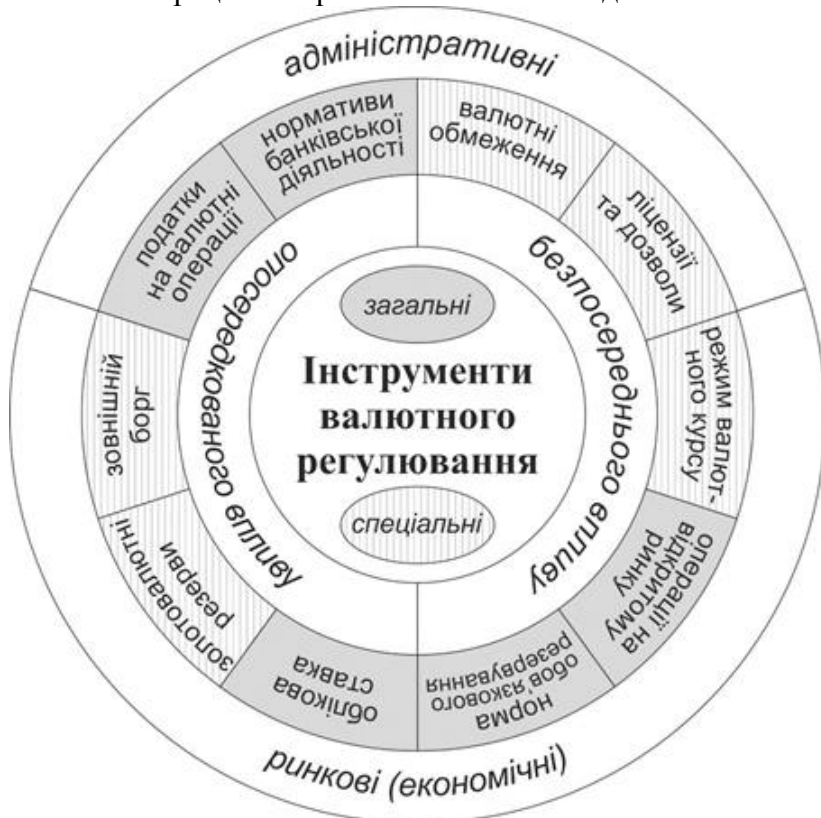 адміністративні
нормативи
банківської
діяльності
валютні
обмеження
ліцензії
та дозволи
режим валют-
ного курсу
операції на
відкритому
ринку
норма
обов’язкового
резервування
облікова
ставка
золотовалютні
резерви
зовнішній
борг
податки
на валютні
операції
опосередкованого впливу
безпосереднього впливу
загальні
Інструменти
валютного
регулювання
спеціальні
ринкові (економічні)